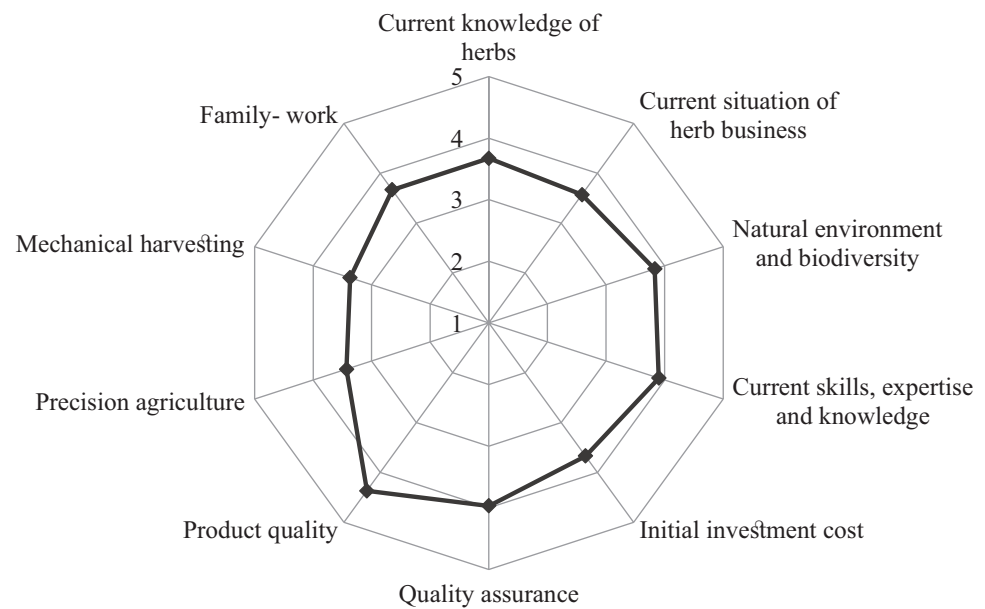 Current knowledge of
herbs
5
Current situation of
herb business
Family- work
4
3
Natural environment
and biodiversity
Mechanical harvesting
2
1
Current skills, expertise
and knowledge
Precision agriculture
Product quality
Initial investment cost
Quality assurance